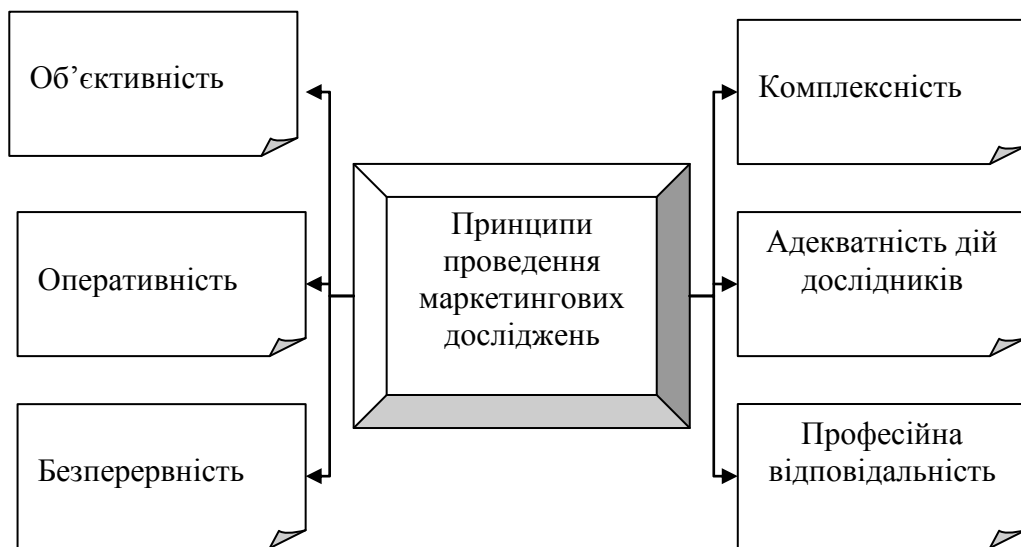 Об’єктивність
Оперативність
Безперервність
Принципи
проведення
маркетингових
досліджень
Комплексність
Адекватність дій
дослідників
Професійна
відповідальність